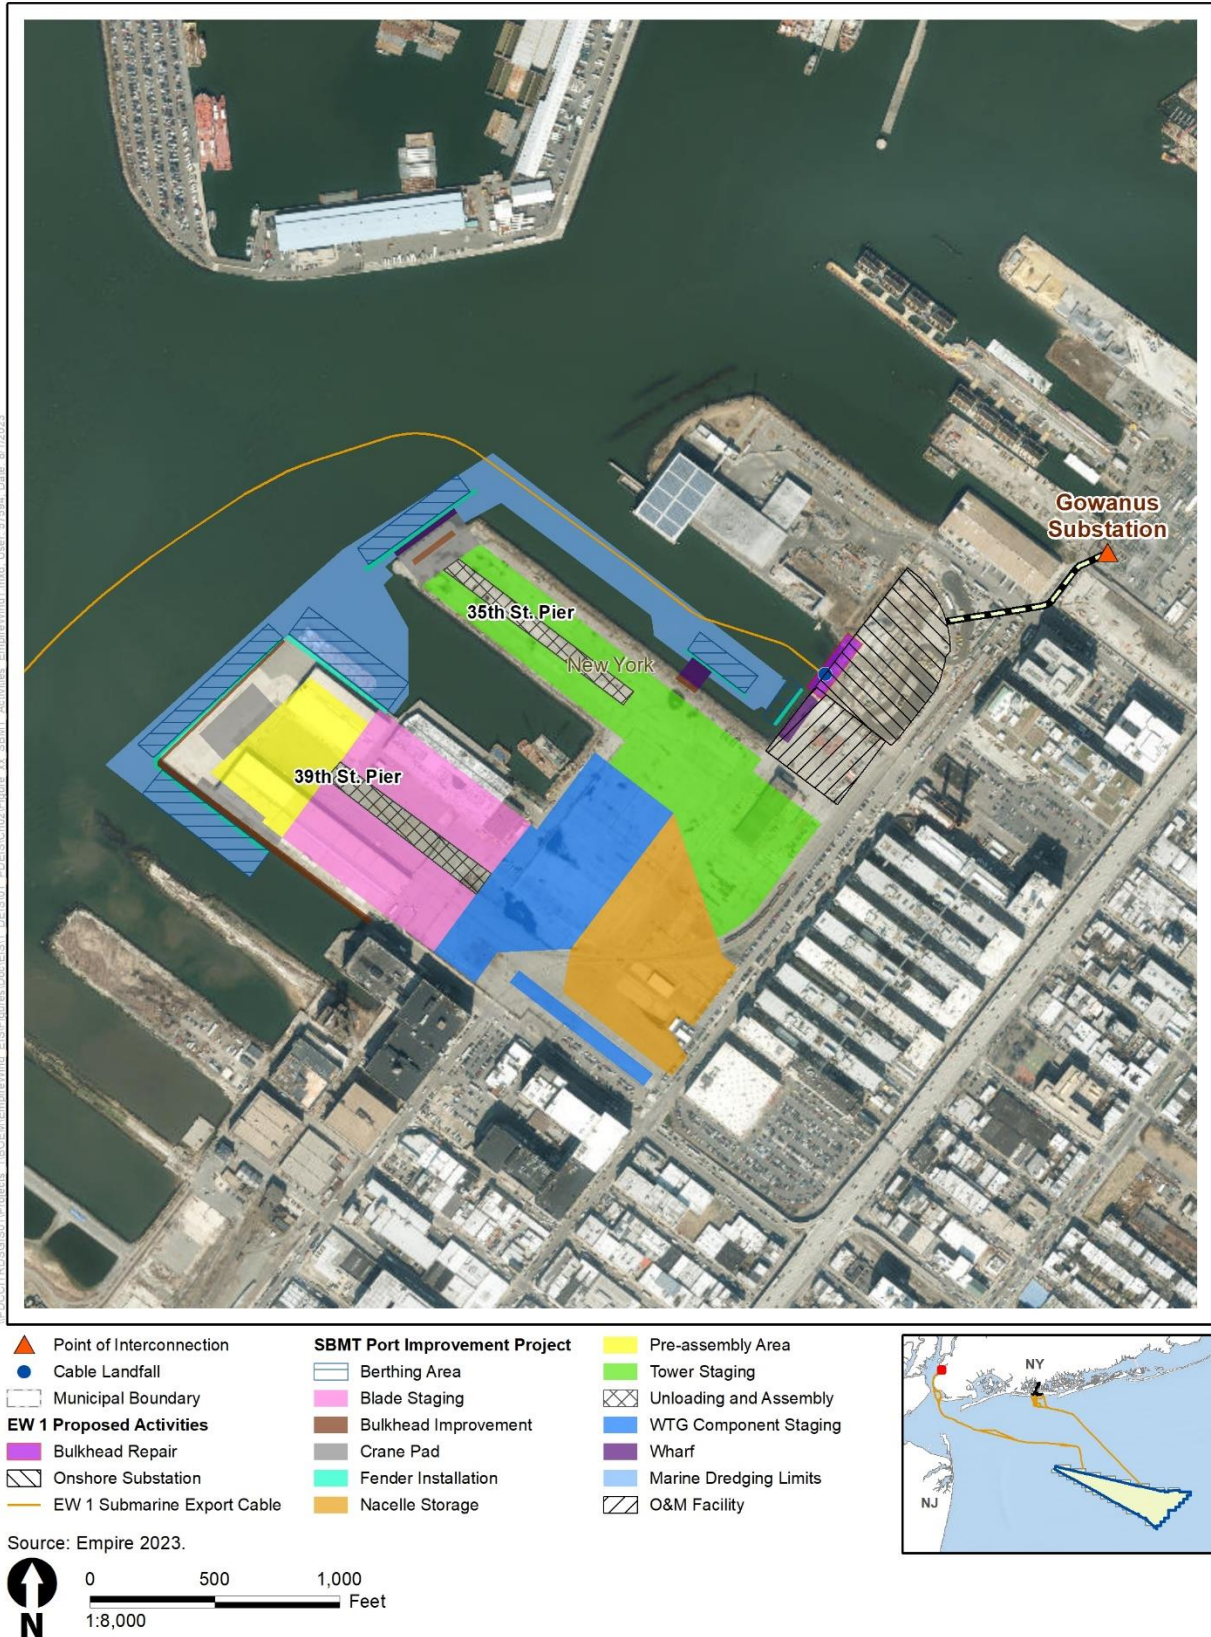 Gowanus
Substation
35th St. Pier
New York
39th St. Pier
Point of Interconnection
Cable Landfall
Municipal Boundary
EW 1 Proposed Activities
Bulkhead Repair
Onshore Substation
EW 1 Submarine Export Cable
SBMT Port Improvement Project
Berthing Area
Blade Staging
Bulkhead Improvement
Crane Pad
Fender Installation
Nacelle Storage
Pre-assembly Area
Tower Staging
Unloading and Assembly
WTG Component Staging
Wharf
Marine Dredging Limits
O&M Facility
NY
NJ
Source: Empire 2023.
N
0 500 1,000
Feet
1:8,000